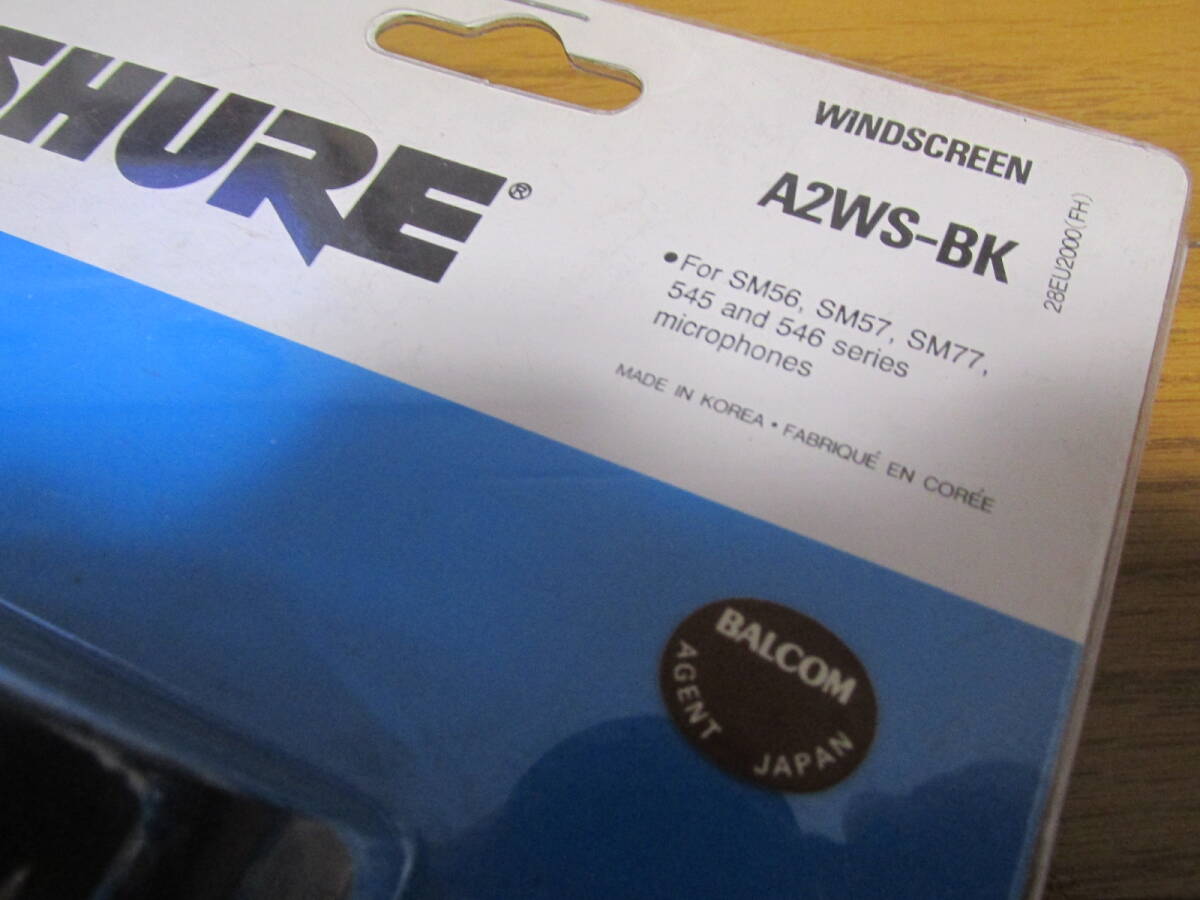 SHURE®
WINDSCREEN
A2WS-BK
•For SM56, SM57, SM77,
545 and 546 series
microphones
MADE IN KOREA • FABRIQUÉ EN CORÉE
28EU2000(FH)
BALCOM
AGENT JAPAN